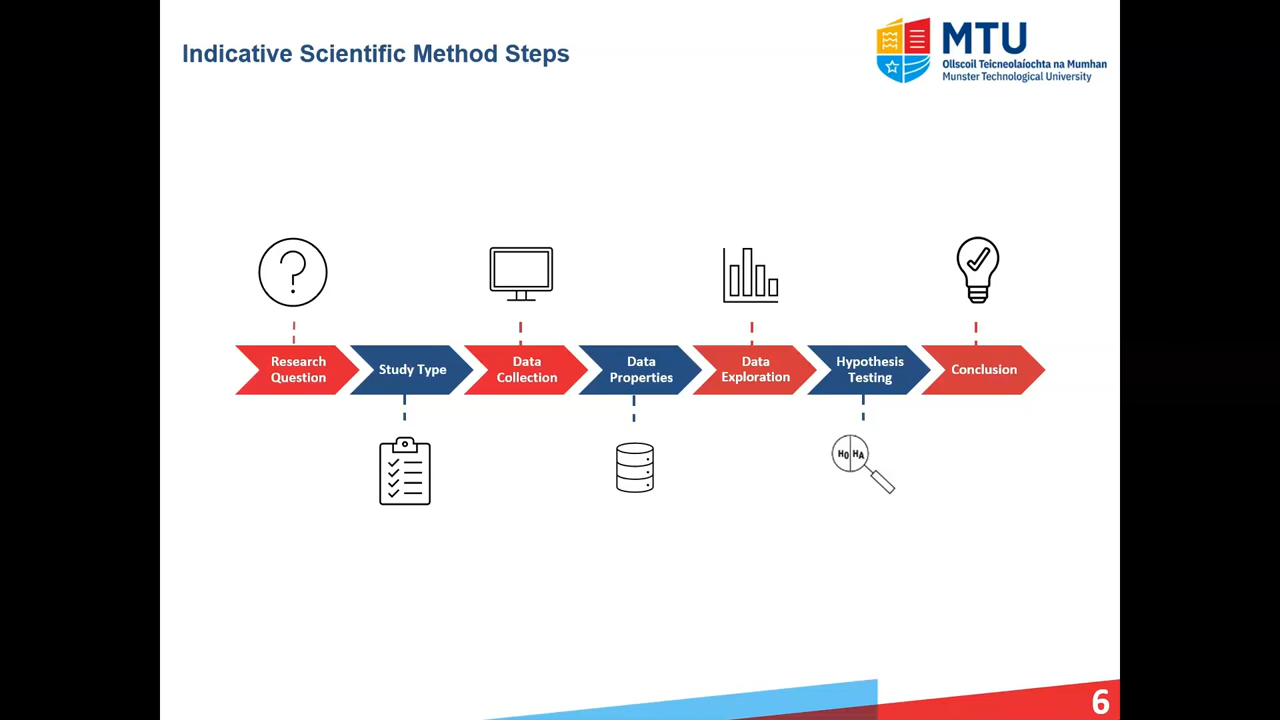 Indicative Scientific Method Steps
MTU
Ollscoil Teicneolaíochta na Mumhan
Munster Technological University
Research
Question
Study Type
Data
Collection
Data
Properties
Data
Exploration
Hypothesis
Testing
Conclusion
H0 HA
6